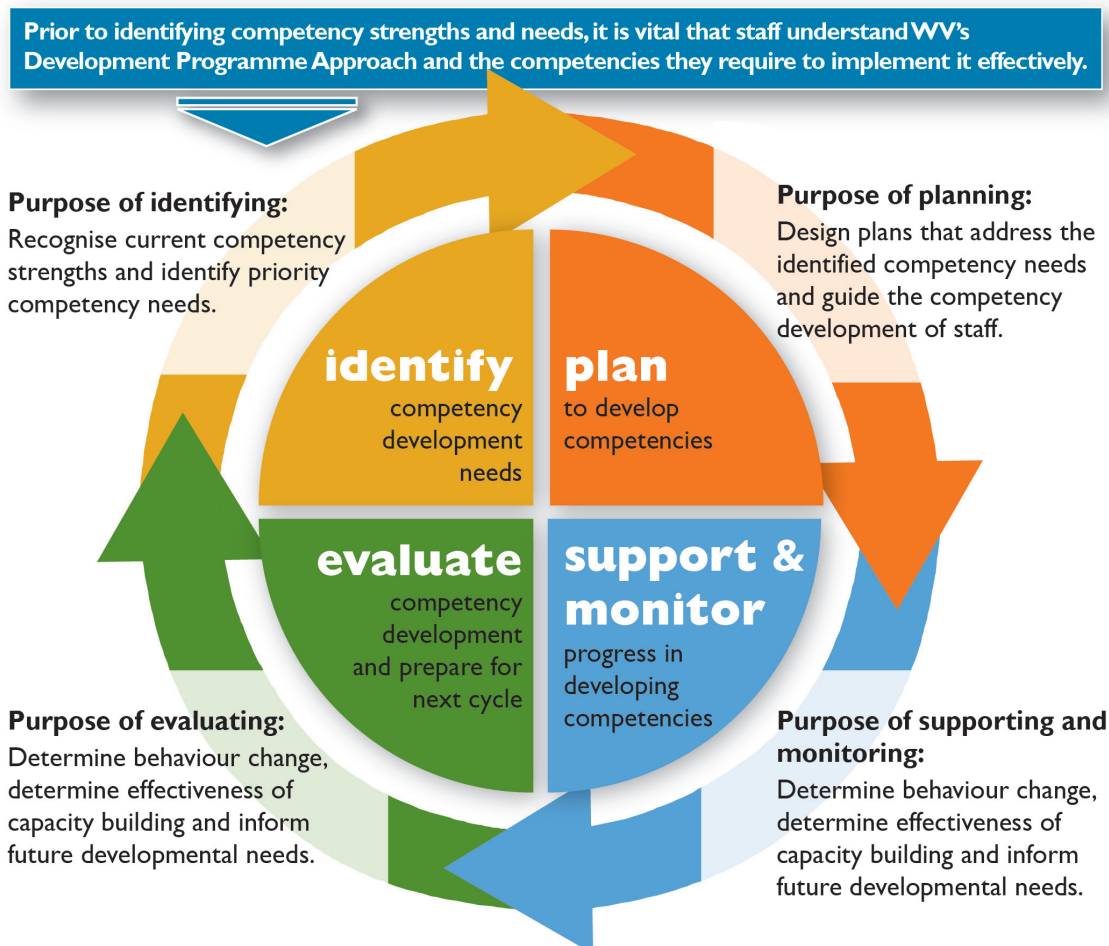 Prior to identifying competency strengths and needs, it is vital that staff understand WV's
Development Programme Approach and the competencies they require to implement it effectively.
Purpose of identifying:
Recognise current competency
strengths and identify priority
competency needs.
Purpose of planning:
Design plans that address the
identified competency needs
and guide the competency
development of staff.
identify
competency
development
needs
plan
to develop
competencies
evaluate
competency
development
and prepare for
next cycle
support &
monitor
progress in
developing
competencies
Purpose of evaluating:
Determine behaviour change,
determine effectiveness of
capacity building and inform
future developmental needs.
Purpose of supporting and
monitoring:
Determine behaviour change,
determine effectiveness of
capacity building and inform
future developmental needs.